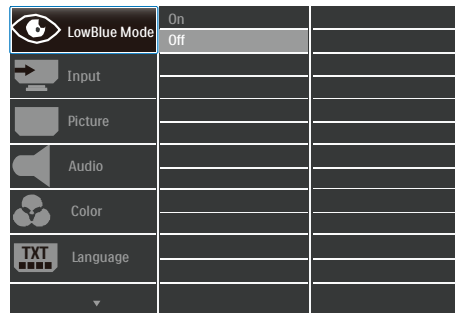 LowBlue Mode
On
Off
Input
Picture
Audio
Color
TXT
Language